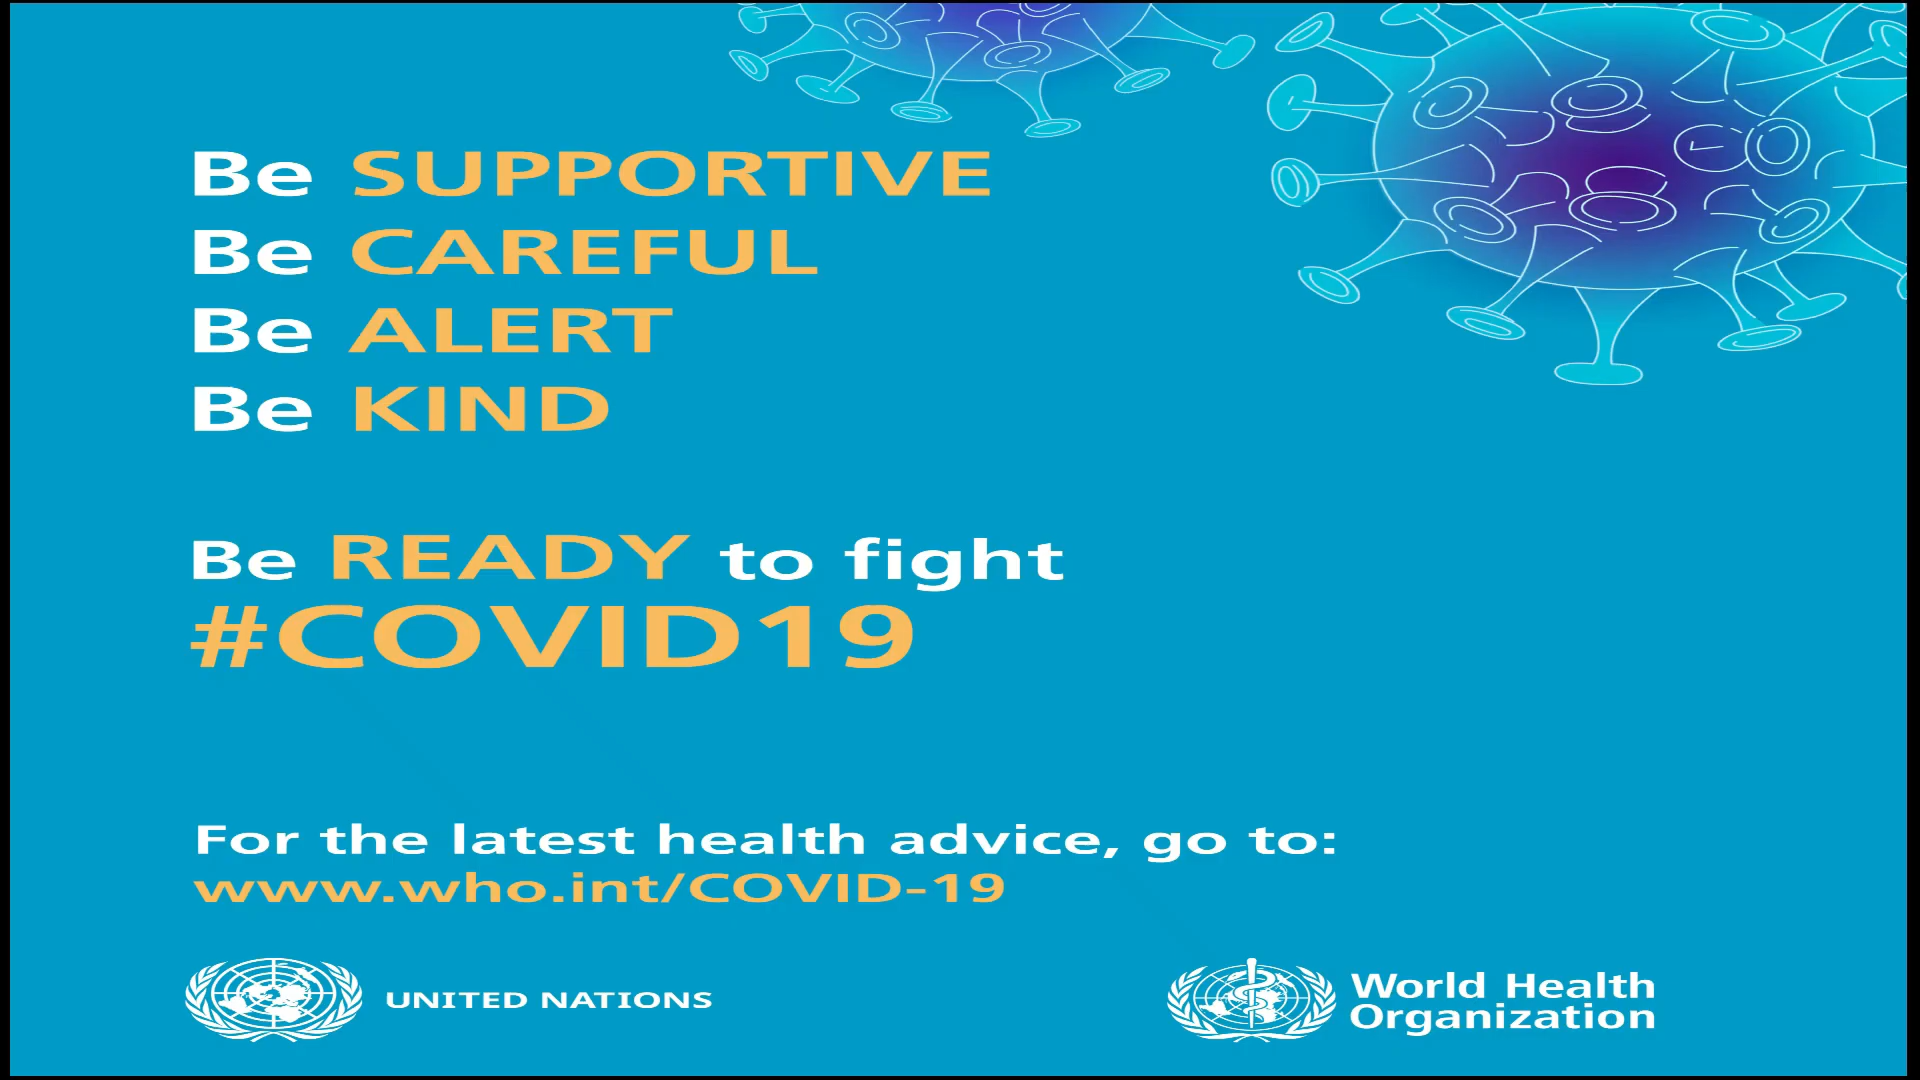 Be SUPPORTIVE
Be CAREFUL
Be ALERT
Be KIND
Be READY to fight
#COVID19
For the latest health advice, go to:
www.who.int/COVID-19
UNITED NATIONS
World Health
Organization